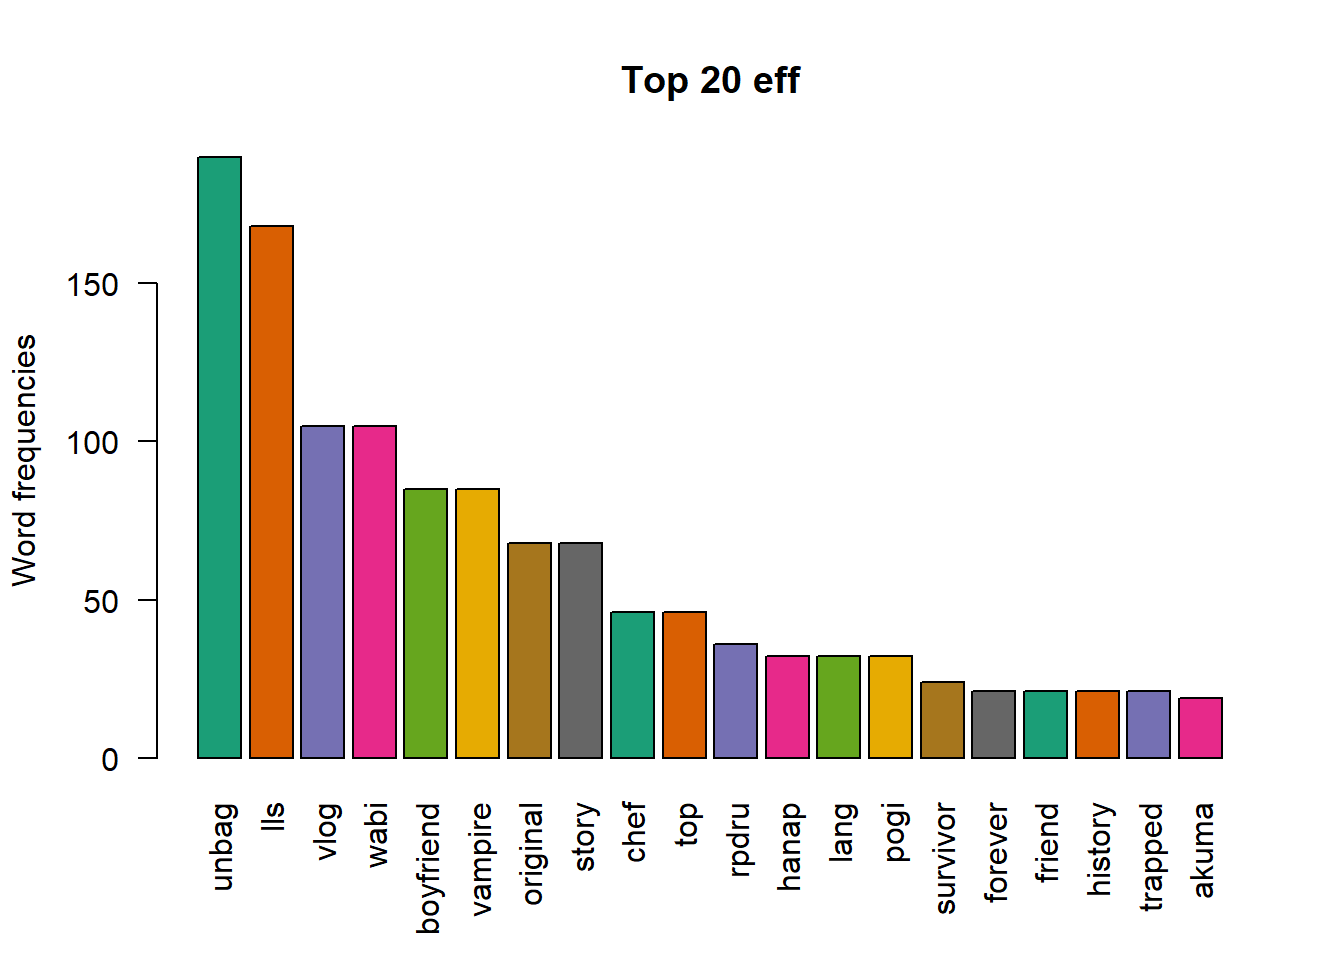 Top 20 eff
Word frequencies
150
100
50
0
unbag
lls
vlog
wabi
boyfriend
vampire
original
story
chef
top
rpdru
hanap
lang
pogi
survivor
forever
friend
history
trapped
akuma